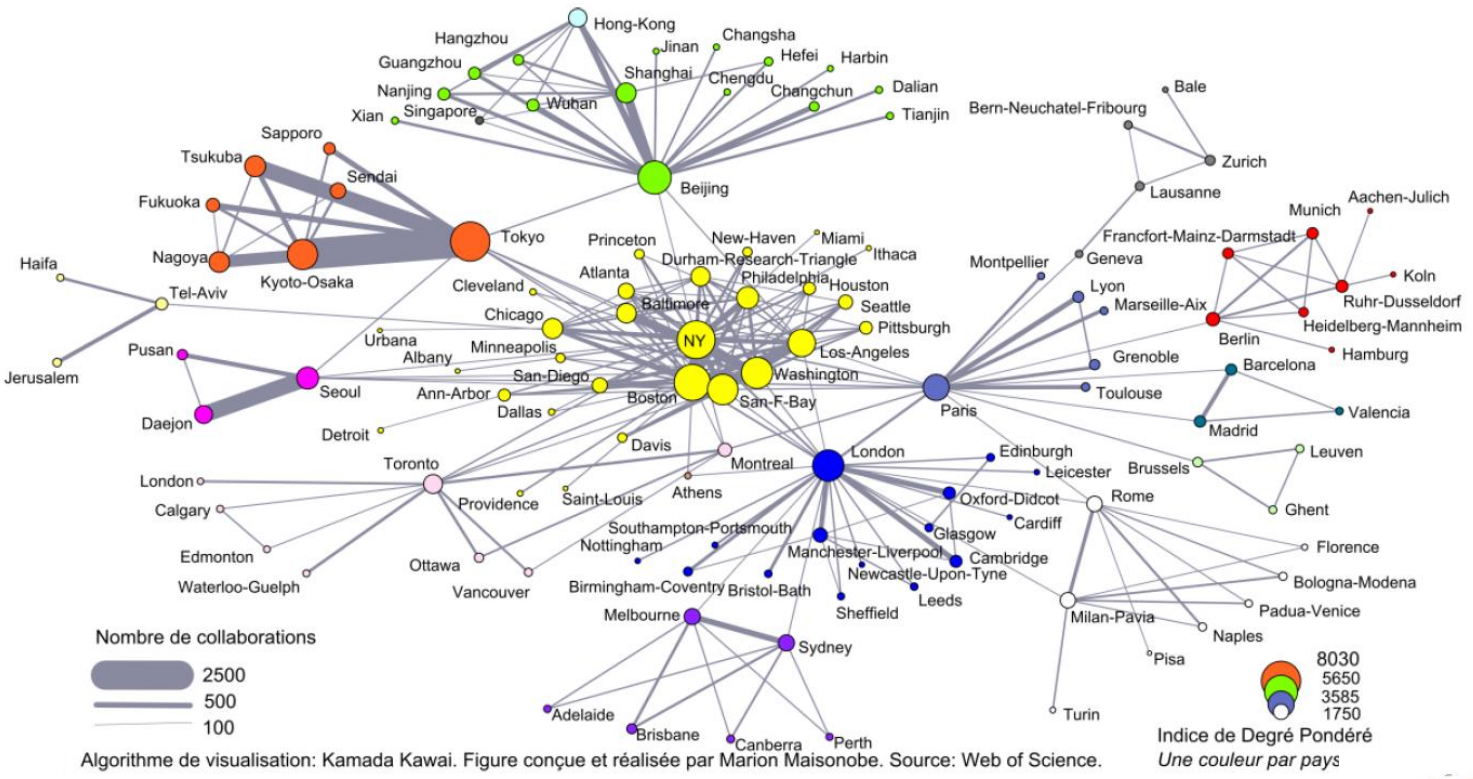 Hong-Kong
Hangzhou
Jinan
Changsha
Guangzhou
Shanghai
Hefei
Harbin
Nanjing
Chengdu
Changchun
Dalian
Xian
Singapore
Wuhan
Tianjin
Beijing
Bale
Bern-Neuchatel-Fribourg
Zurich
Lausanne
Geneva
Sapporo
Tsukuba
Sendai
Fukuoka
Nagoya
Kyoto-Osaka
Tokyo
Aachen-Julich
Munich
Francfort-Mainz-Darmstadt
Koln
Ruhr-Dusseldorf
Heidelberg-Mannheim
Berlin
Hamburg
Haifa
Tel-Aviv
Jerusalem
Princeton
New-Haven
Miami
Ithaca
Durham-Research-Triangle
Atlanta
Philadelphia
Cleveland
Baltimore
Houston
Chicago
Seattle
Urbana
NY
Pittsburgh
Minneapolis
Los-Angeles
Albany
San-Diego
Washington
Ann-Arbor
Boston
San-F-Bay
Dallas
Detroit
Davis
Providence
Saint-Louis
Montpellier
Lyon
Marseille-Aix
Grenoble
Toulouse
Paris
Barcelona
Valencia
Madrid
Pusan
Seoul
Daejon
Toronto
Montreal
Athens
London
Calgary
Edmonton
Waterloo-Guelph
Ottawa
Vancouver
London
Edinburgh
Leicester
Oxford-Didcot
Cardiff
Glasgow
Southampton-Portsmouth
Nottingham
Manchester-Liverpool
Cambridge
Newcastle-Upon-Tyne
Birmingham-Coventry
Bristol-Bath
Leeds
Sheffield
Brussels
Leuven
Ghent
Rome
Florence
Bologna-Modena
Padua-Venice
Milan-Pavia
Naples
Pisa
Turin
Melbourne
Sydney
Adelaide
Brisbane
Canberra
Perth
Nombre de collaborations
2500
500
100
8030
5650
3585
1750
Indice de Degré Pondéré
Une couleur par pays
Algorithme de visualisation: Kamada Kawai. Figure conçue et réalisée par Marion Maisonobe. Source: Web of Science.